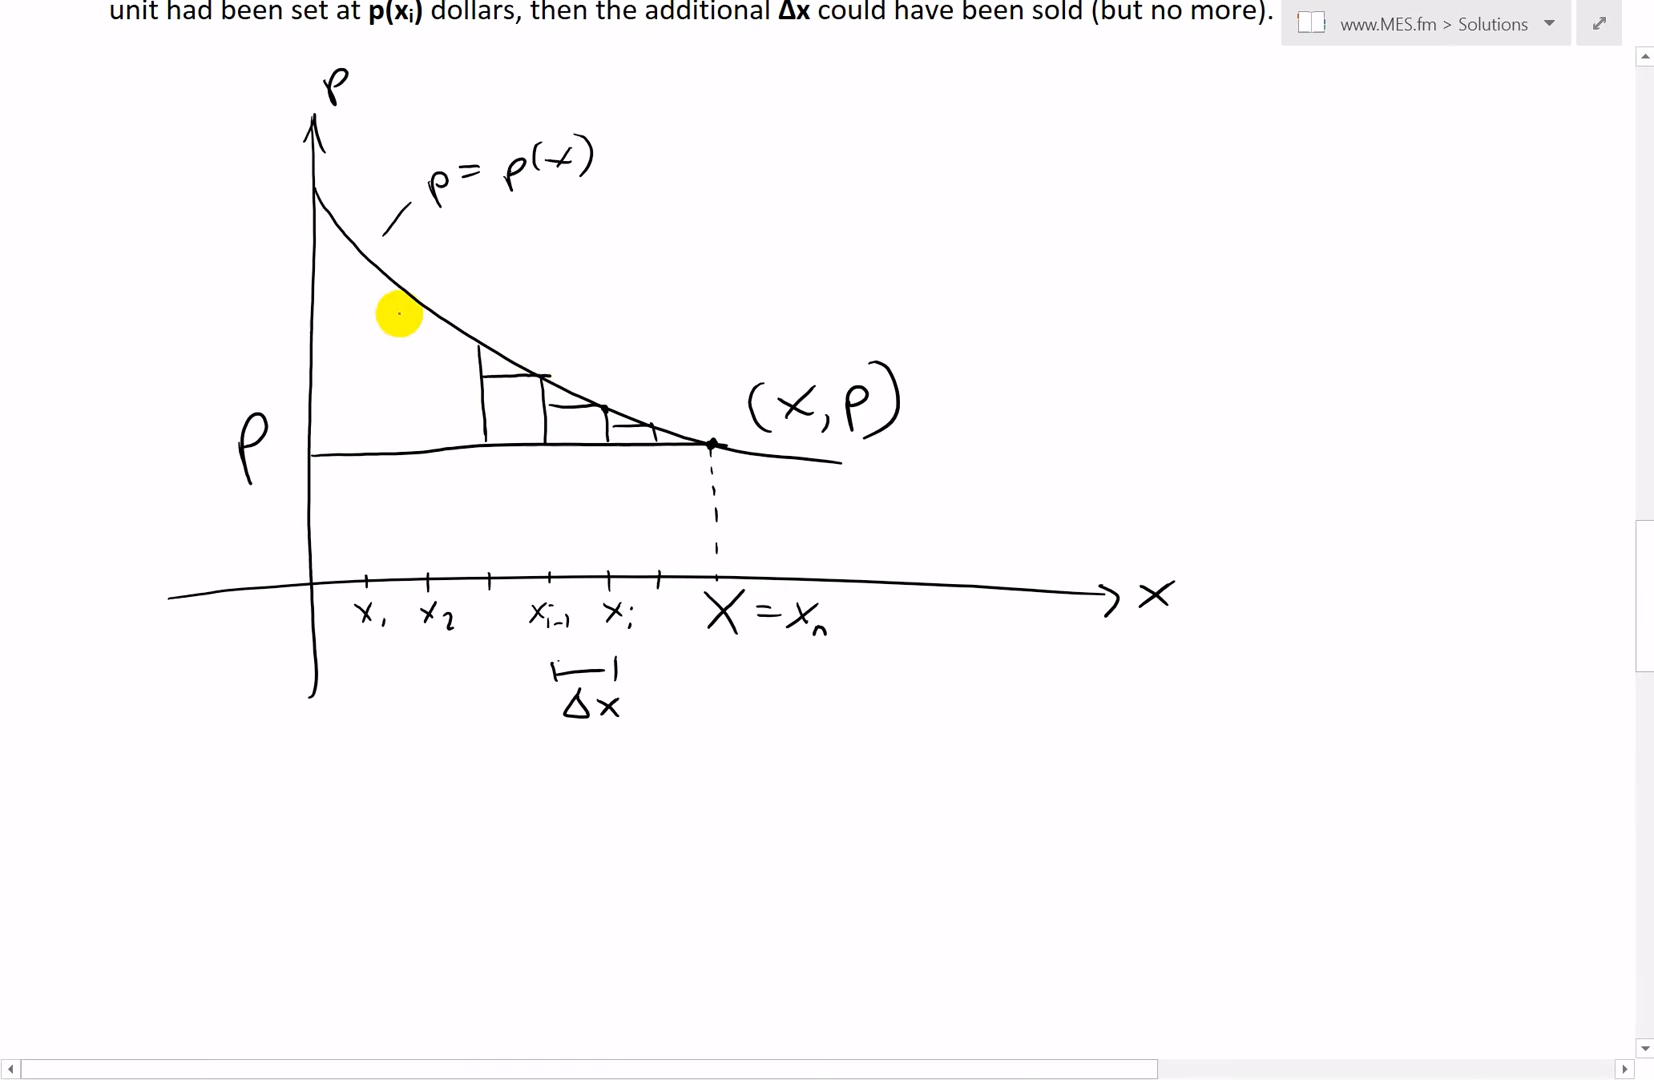 unit had been set at p(xᵢ) dollars, then the additional Δx could have been sold (but no more).
www.MES.fm > Solutions
p
p = p(x)
(X, P)
P
x₁ x₂ xᵢ₋₁ xᵢ X = xₙ
x
Δx